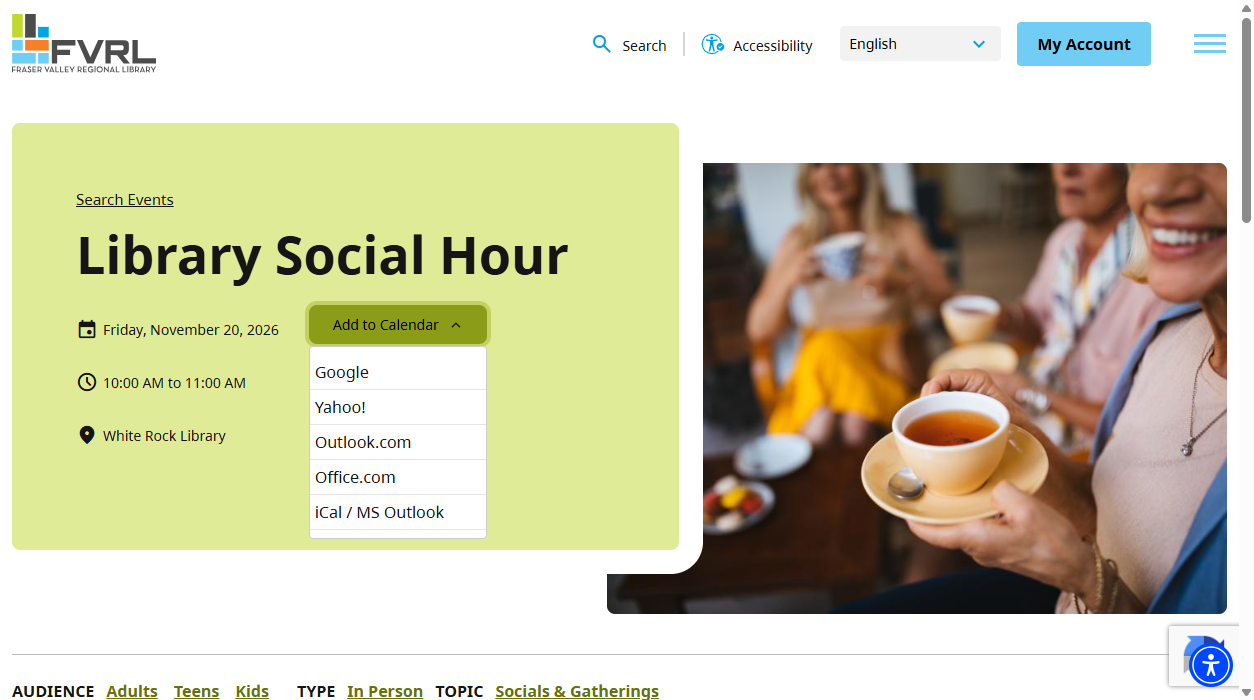 FVRL
FRASER VALLEY REGIONAL LIBRARY
Search
Accessibility
English
My Account
Search Events
Library Social Hour
Friday, November 20, 2026
Add to Calendar
10:00 AM to 11:00 AM
White Rock Library
Google
Yahoo!
Outlook.com
Office.com
iCal / MS Outlook
AUDIENCE Adults Teens Kids TYPE In Person TOPIC Socials & Gatherings